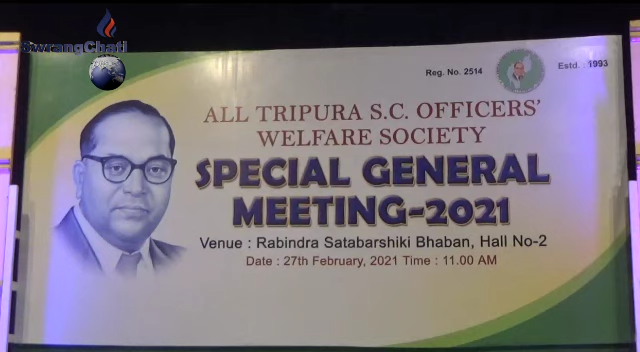 SwrangChati
Reg. No. 2514
Estd. : 1993
ALL TRIPURA S.C. OFFICERS'
WELFARE SOCIETY
SPECIAL GENERAL
MEETING-2021
Venue : Rabindra Satabarshiki Bhaban, Hall No-2
Date : 27th February, 2021 Time : 11.00 AM